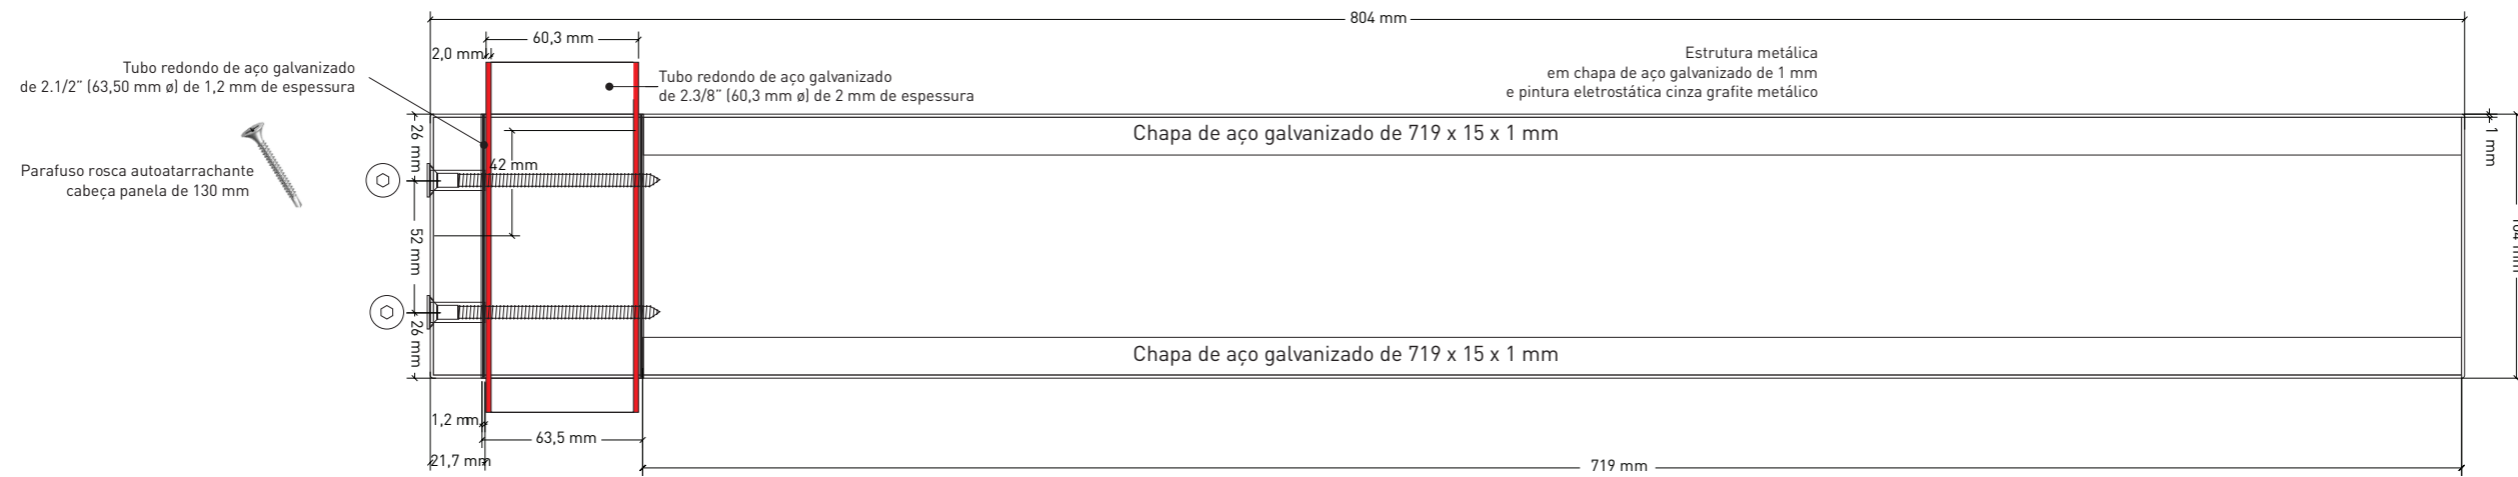 804 mm
60,3 mm
2,0 mm
Tubo redondo de aço galvanizado
de 2.1/2” (63,50 mm ø) de 1,2 mm de espessura
Tubo redondo de aço galvanizado
de 2.3/8” (60,3 mm ø) de 2 mm de espessura
Estrutura metálica
em chapa de aço galvanizado de 1 mm
e pintura eletrostática cinza grafite metálico
26 mm
Chapa de aço galvanizado de 719 x 15 x 1 mm
1 mm
42 mm
Parafuso rosca autoatarrachante
cabeça panela de 130 mm
52 mm
104 mm
26 mm
Chapa de aço galvanizado de 719 x 15 x 1 mm
1,2 mm
63,5 mm
21,7 mm
719 mm